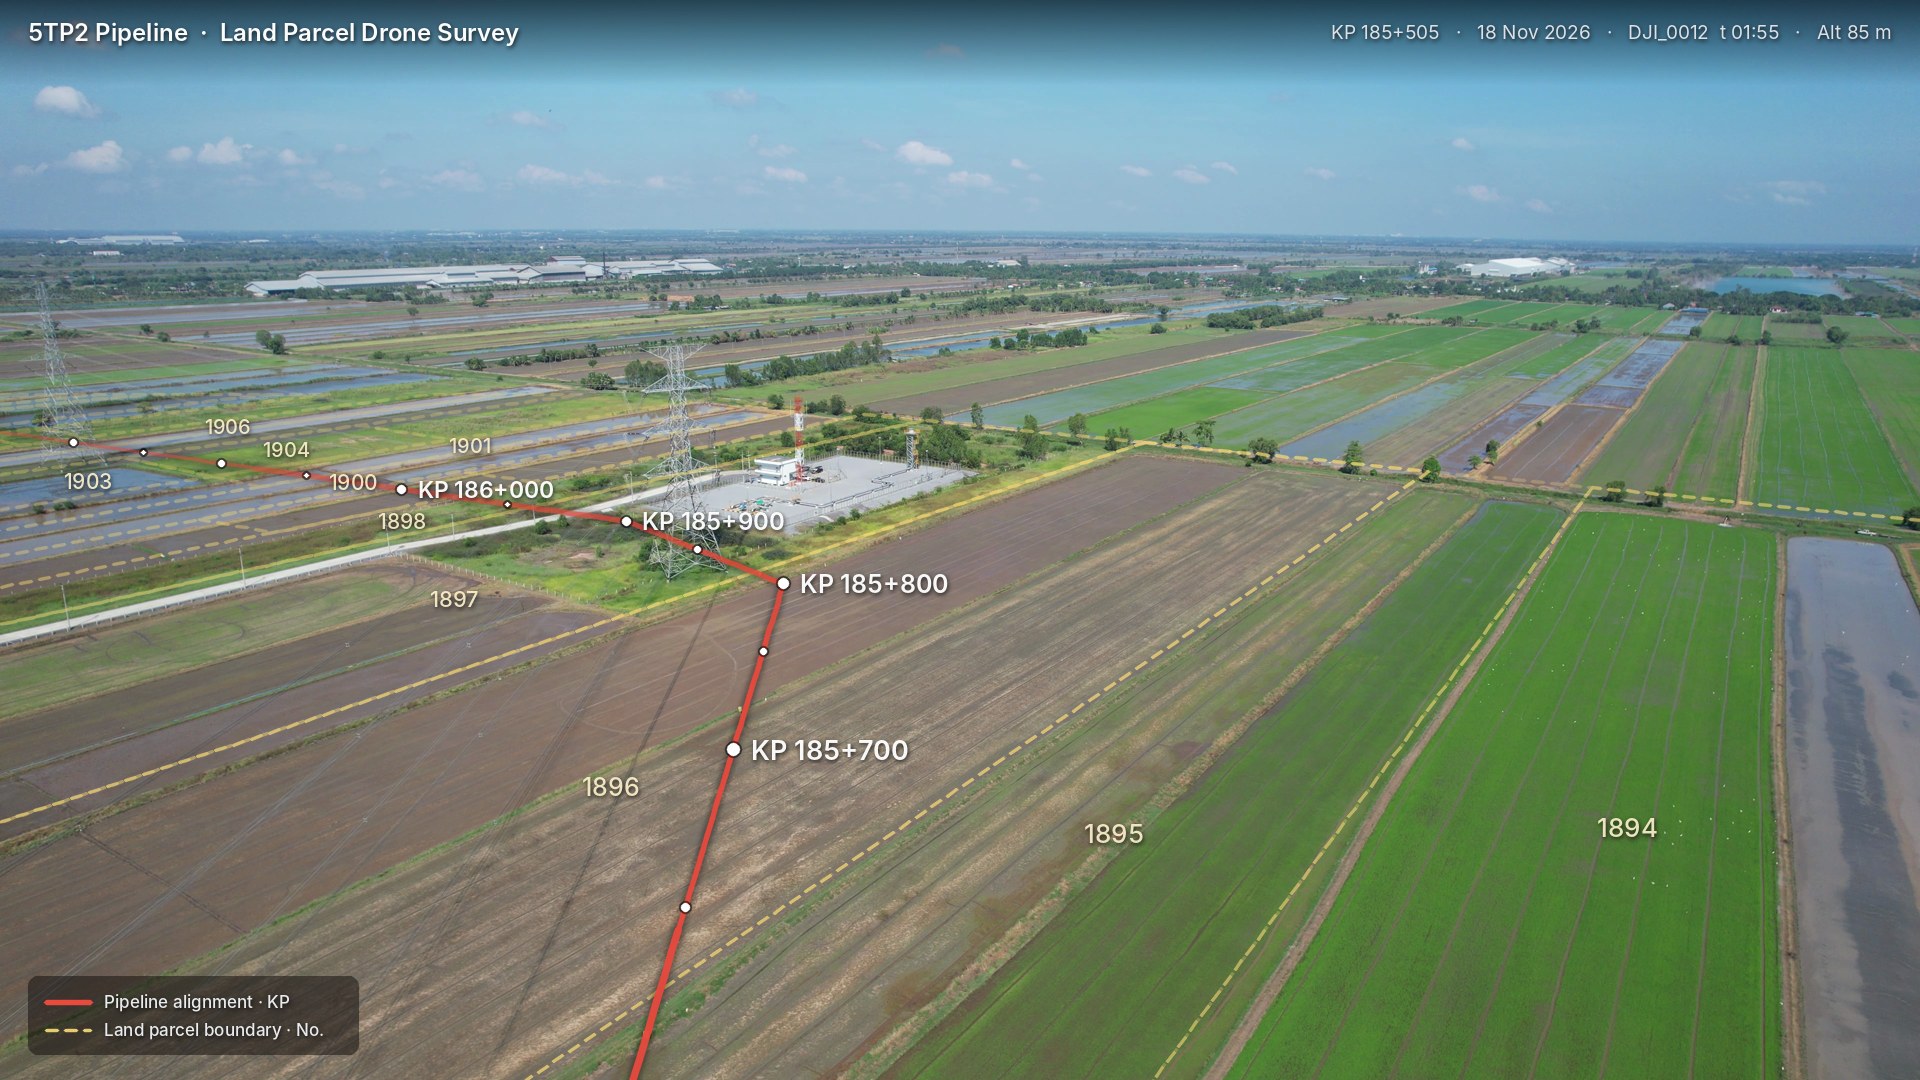 5TP2 Pipeline · Land Parcel Drone Survey
KP 185+505 · 18 Nov 2026 · DJI_0012 t 01:55 · Alt 85 m
1906
1904
1901
1903
1900
KP 186+000
1898
KP 185+900
KP 185+800
1897
KP 185+700
1896
1895
1894
Pipeline alignment · KP
Land parcel boundary · No.